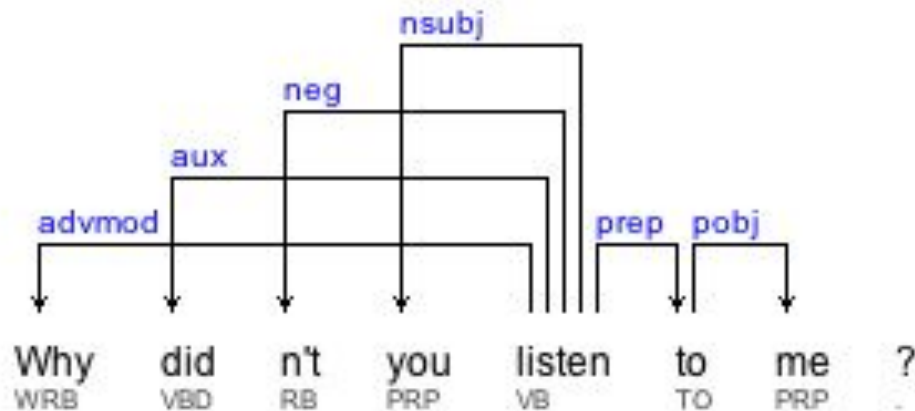 nsubj
neg
aux
advmod prep pobj
Why did n't you listen to me ?
WRB VBD RB PRP VB TO PRP .